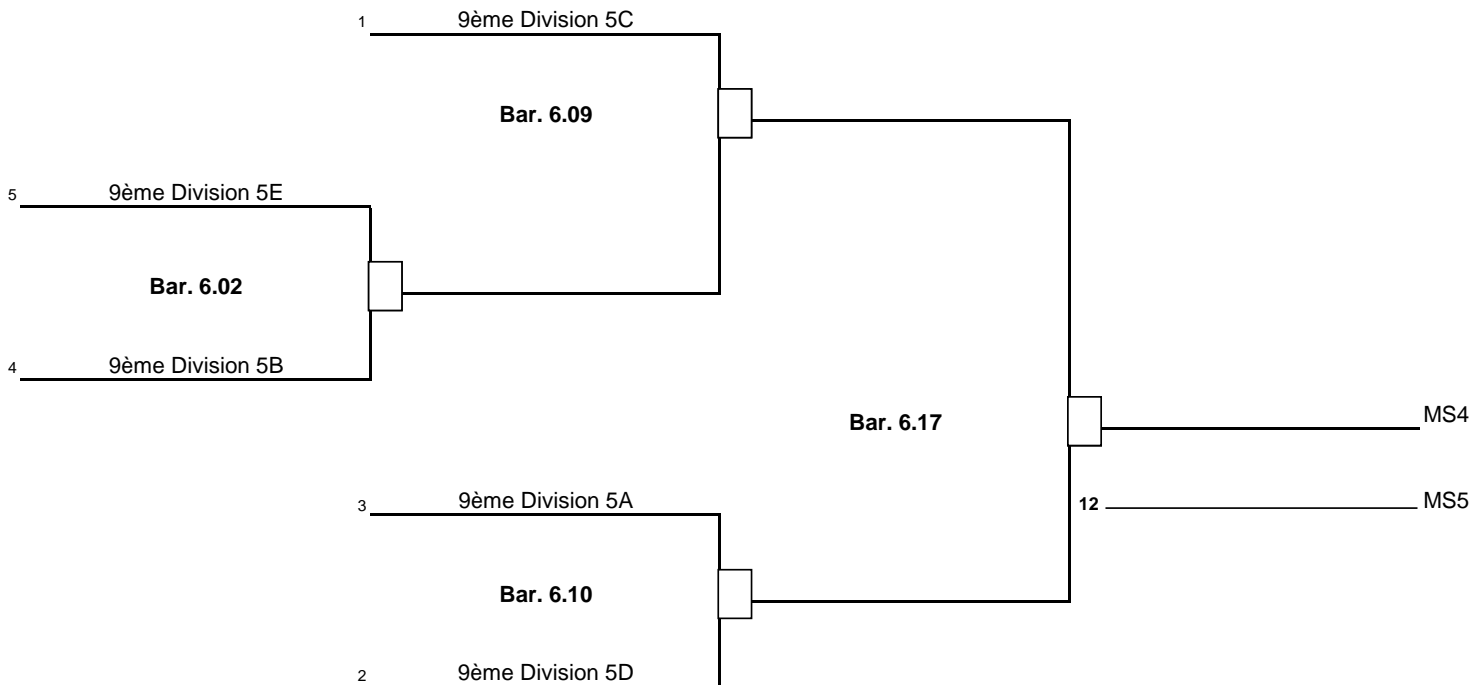 1 9ème Division 5C
Bar. 6.09
5 9ème Division 5E
Bar. 6.02
4 9ème Division 5B
MS4
Bar. 6.17
3 9ème Division 5A
12 MS5
Bar. 6.10
2 9ème Division 5D